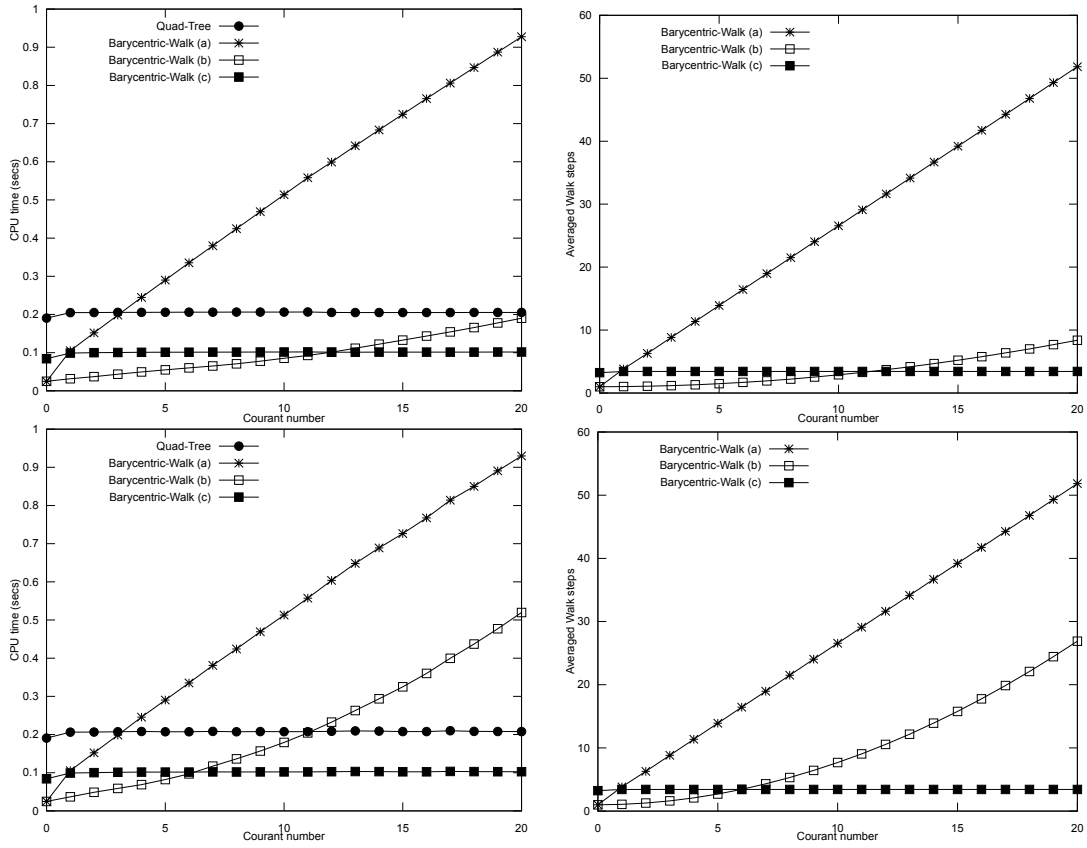 1
0.9
0.8
0.7
0.6
0.5
0.4
0.3
0.2
0.1
0
CPU time (secs)
Quad-Tree
Barycentric-Walk (a)
Barycentric-Walk (b)
Barycentric-Walk (c)
0 5 10 15 20
Courant number
60
50
40
30
20
10
0
Averaged Walk steps
Barycentric-Walk (a)
Barycentric-Walk (b)
Barycentric-Walk (c)
0 5 10 15 20
Courant number
1
0.9
0.8
0.7
0.6
0.5
0.4
0.3
0.2
0.1
0
CPU time (secs)
Quad-Tree
Barycentric-Walk (a)
Barycentric-Walk (b)
Barycentric-Walk (c)
0 5 10 15 20
Courant number
60
50
40
30
20
10
0
Averaged Walk steps
Barycentric-Walk (a)
Barycentric-Walk (b)
Barycentric-Walk (c)
0 5 10 15 20
Courant number